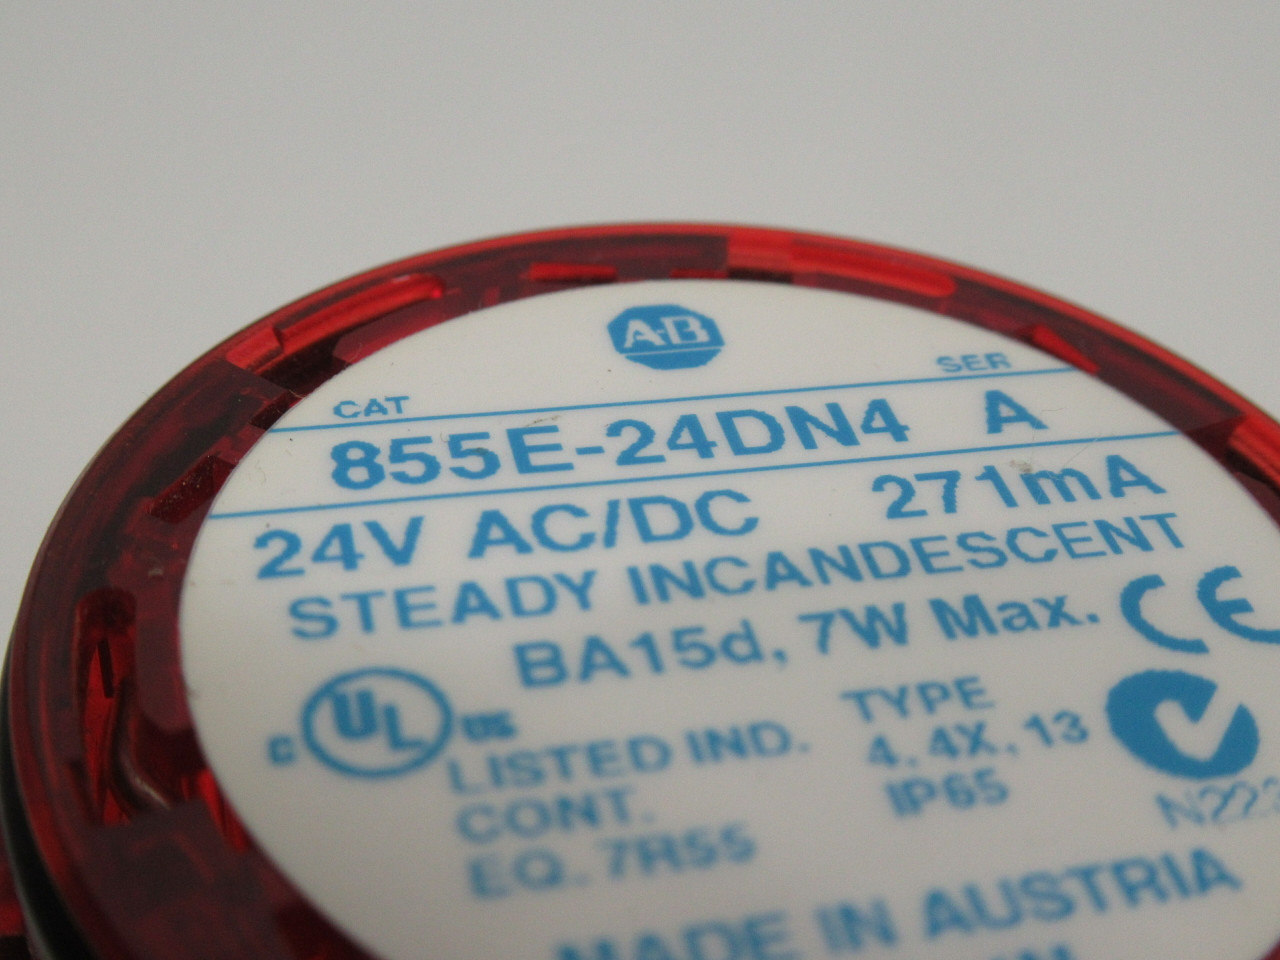 A-B
CAT SER
855E-24DN4 A
24V AC/DC 271mA
STEADY INCANDESCENT
BA15d, 7W Max. CE
C UL US
LISTED IND.
CONT.
EQ. 7R55
TYPE
4, 4X, 13
IP65
N222
MADE IN AUSTRIA